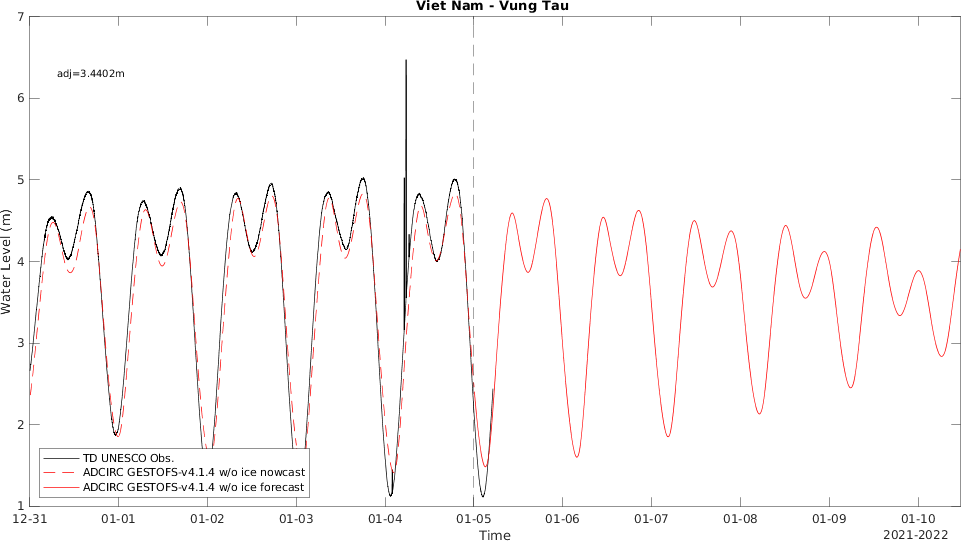 Viet Nam - Vung Tau
7
adj=3.4402m
6
5
4
3
2
1
Water Level (m)
TD UNESCO Obs.
ADCIRC GESTOFS-v4.1.4 w/o ice nowcast
ADCIRC GESTOFS-v4.1.4 w/o ice forecast
12-31 01-01 01-02 01-03 01-04 01-05 01-06 01-07 01-08 01-09 01-10
Time
2021-2022